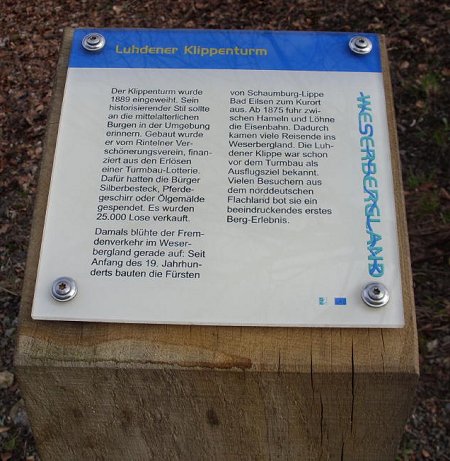 Luhdener Klippenturm
Der Klippenturm wurde
1889 eingeweiht. Sein
historisierender Stil sollte
an die mittelalterlichen
Burgen in der Umgebung
erinnern. Gebaut wurde
er vom Rintelner Ver-
schönerungsverein, finan-
ziert aus den Erlösen
einer Turmbau-Lotterie.
Dafür hatten die Bürger
Silberbesteck, Pferde-
geschirr oder Ölgemälde
gespendet. Es wurden
25.000 Lose verkauft.
Damals blühte der Frem-
denverkehr im Weser-
bergland gerade auf: Seit
Anfang des 19. Jahrhun-
derts bauten die Fürsten
von Schaumburg-Lippe
Bad Eilsen zum Kurort
aus. Ab 1875 fuhr zwi-
schen Hameln und Löhne
die Eisenbahn. Dadurch
kamen viele Reisende ins
Weserbergland. Die Luh-
dener Klippe war schon
vor dem Turmbau als
Ausflugsziel bekannt.
Vielen Besuchern aus
dem norddeutschen
Flachland bot sie ein
beeindruckendes erstes
Berg-Erlebnis.
WESERBERGLAND